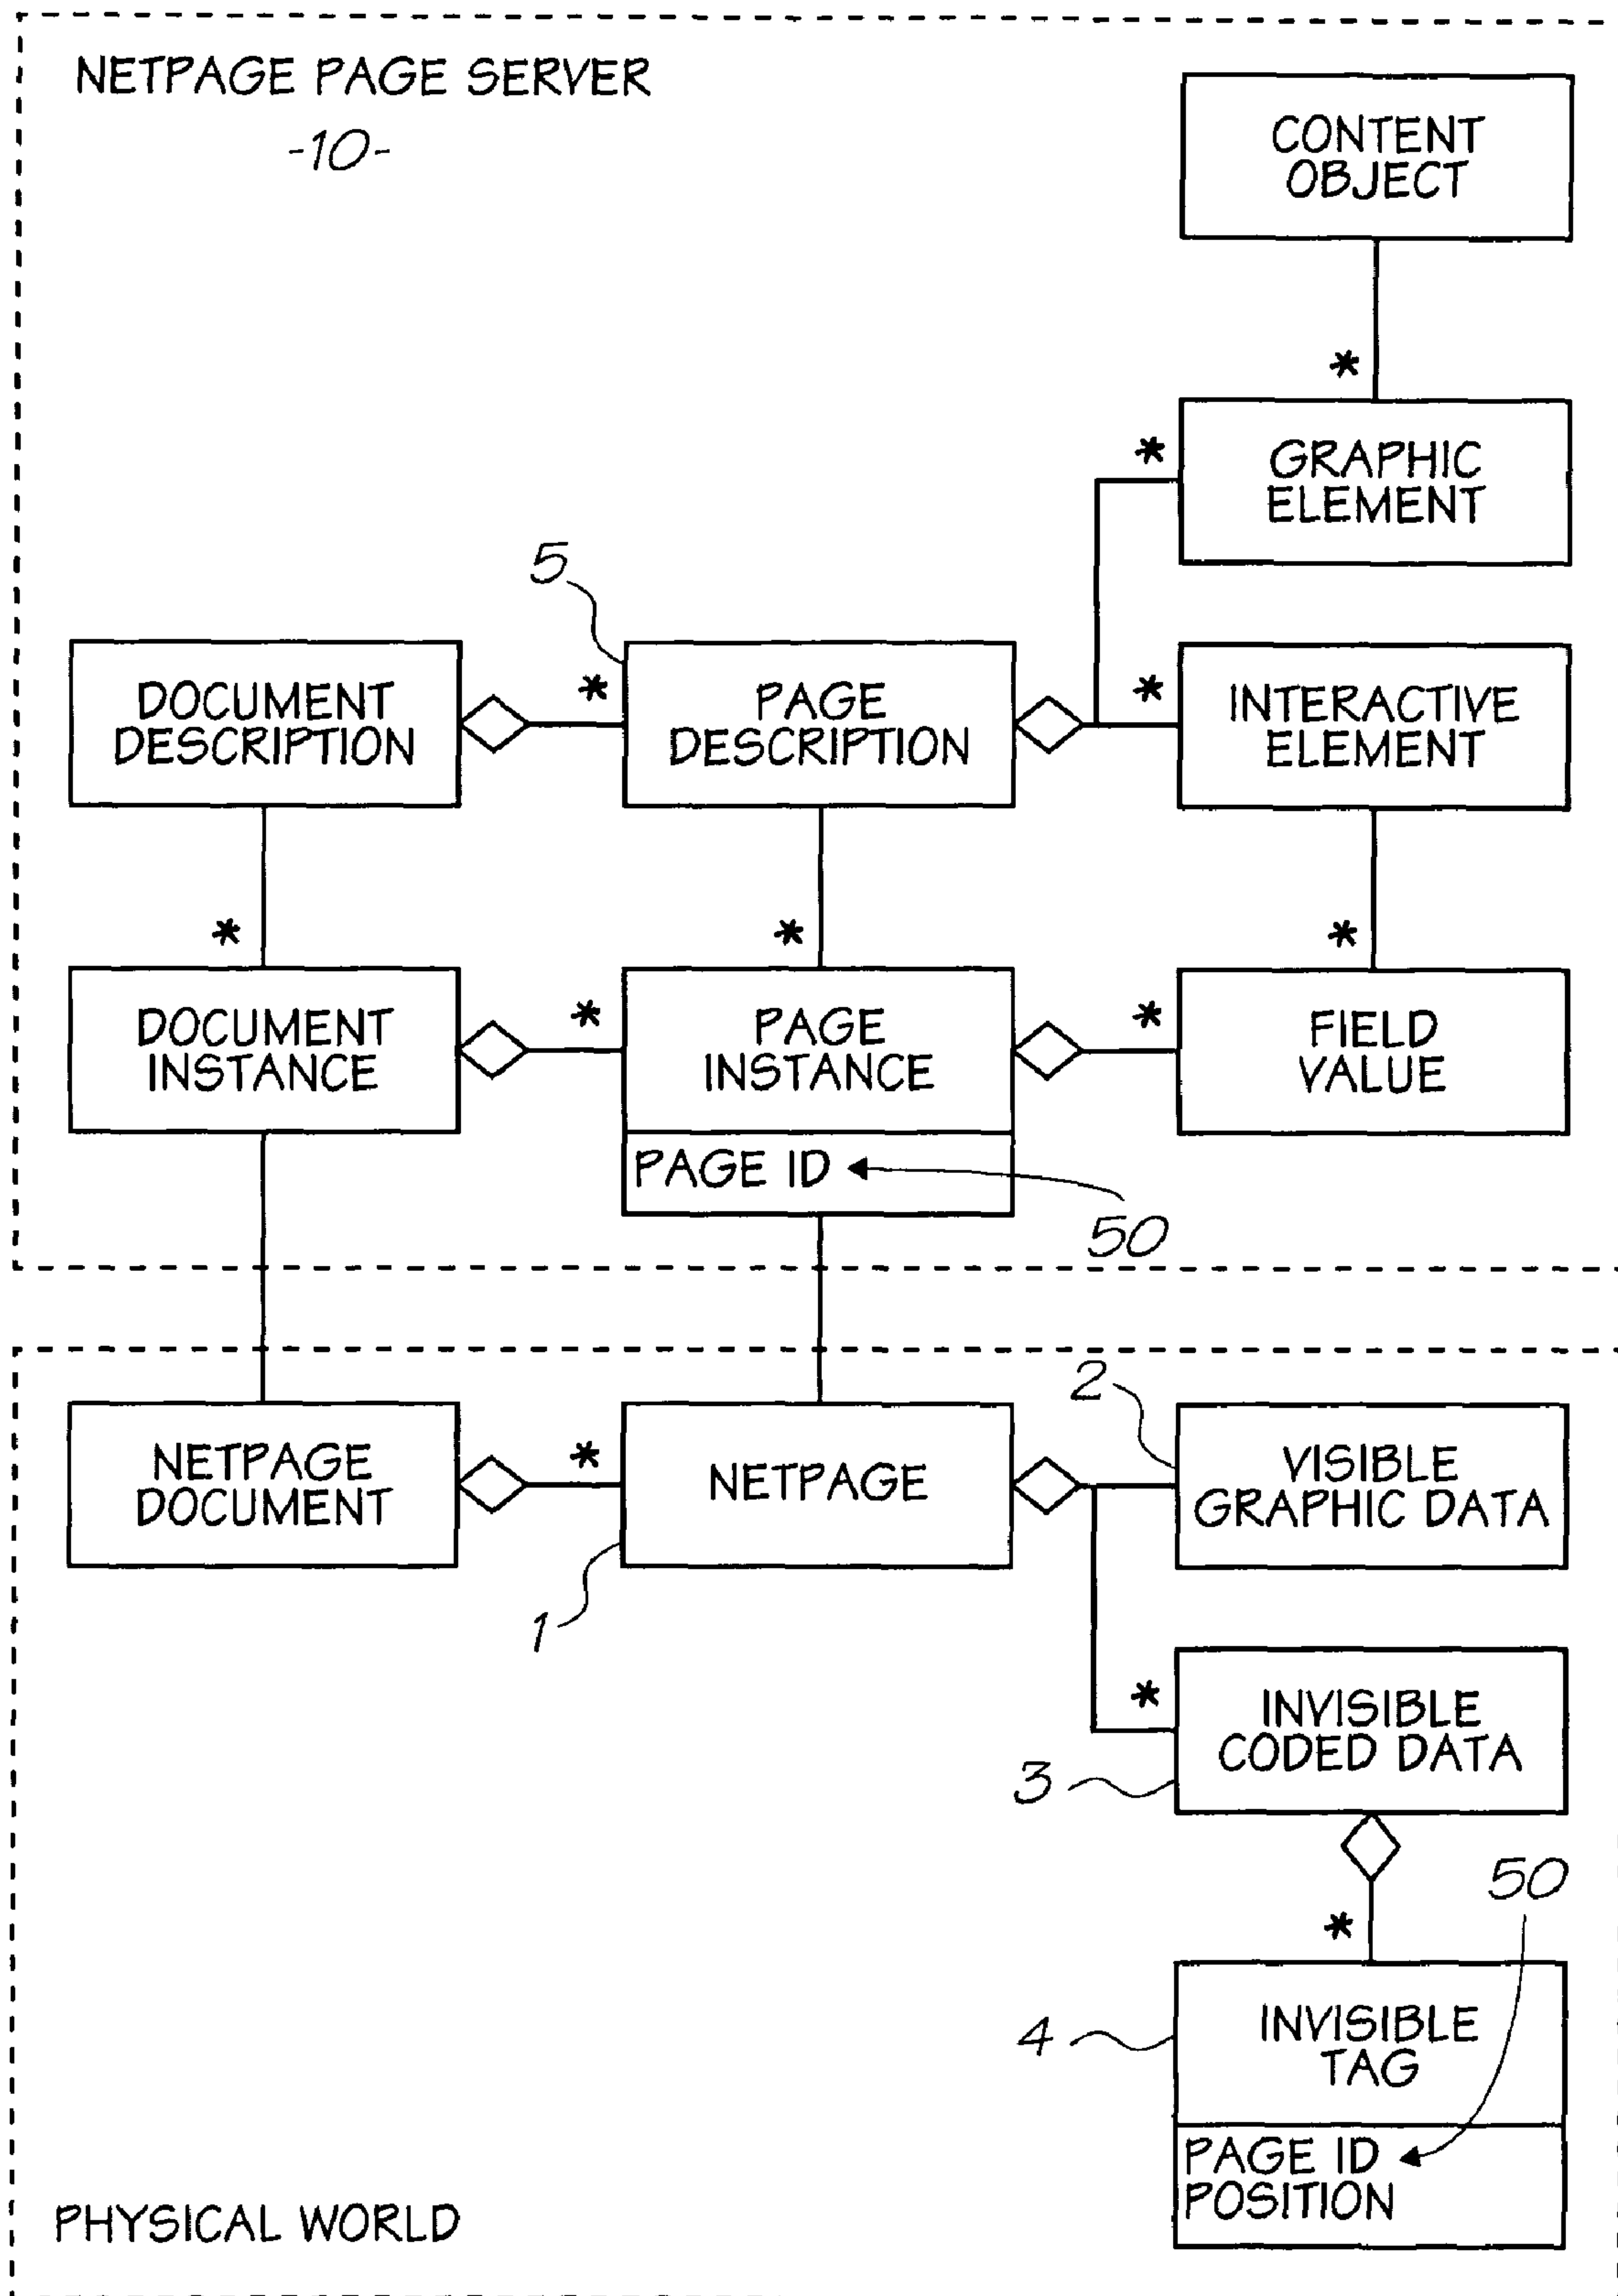 NETPAGE PAGE SERVER
-10-
CONTENT
OBJECT
*
*
GRAPHIC
ELEMENT
5
DOCUMENT
DESCRIPTION
*
PAGE
DESCRIPTION
*
INTERACTIVE
ELEMENT
*
*
*
DOCUMENT
INSTANCE
*
PAGE
INSTANCE
*
FIELD
VALUE
PAGE ID
50
NETPAGE
DOCUMENT
*
NETPAGE
2
VISIBLE
GRAPHIC DATA
1
*
INVISIBLE
CODED DATA
3
50
*
4
INVISIBLE
TAG
PAGE ID
POSITION
PHYSICAL WORLD